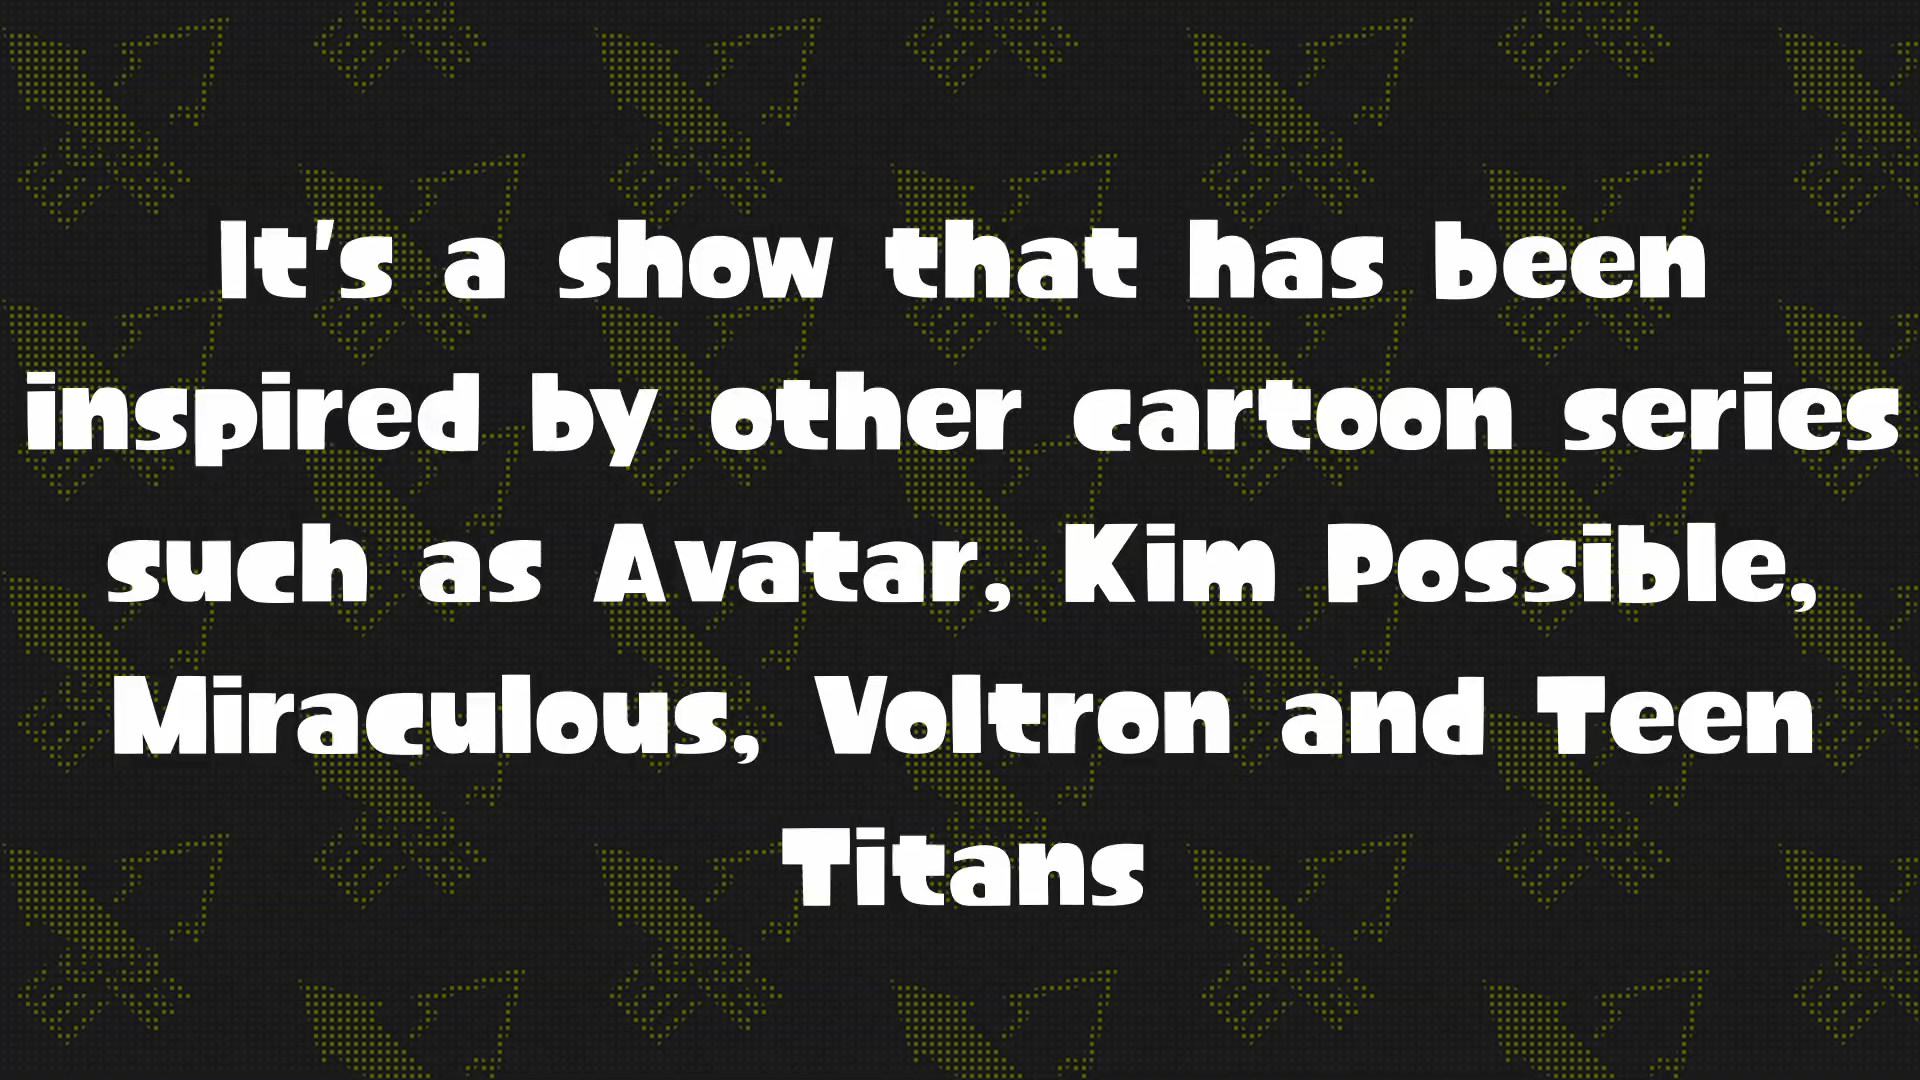 It's a show that has been
inspired by other cartoon series
such as Avatar, Kim Possible,
Miraculous, Voltron and Teen
Titans